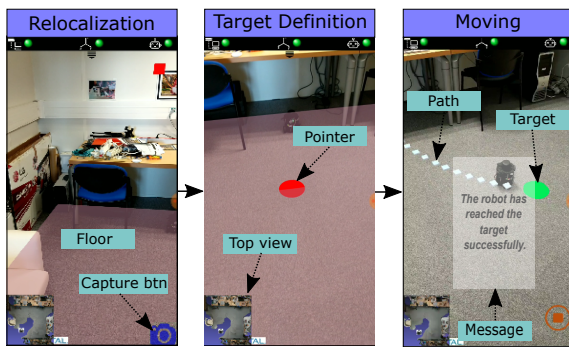 Relocalization
Target Definition
Moving
Path
Target
Pointer
The robot has
reached the
target
successfully.
Floor
Top view
Capture btn
Message